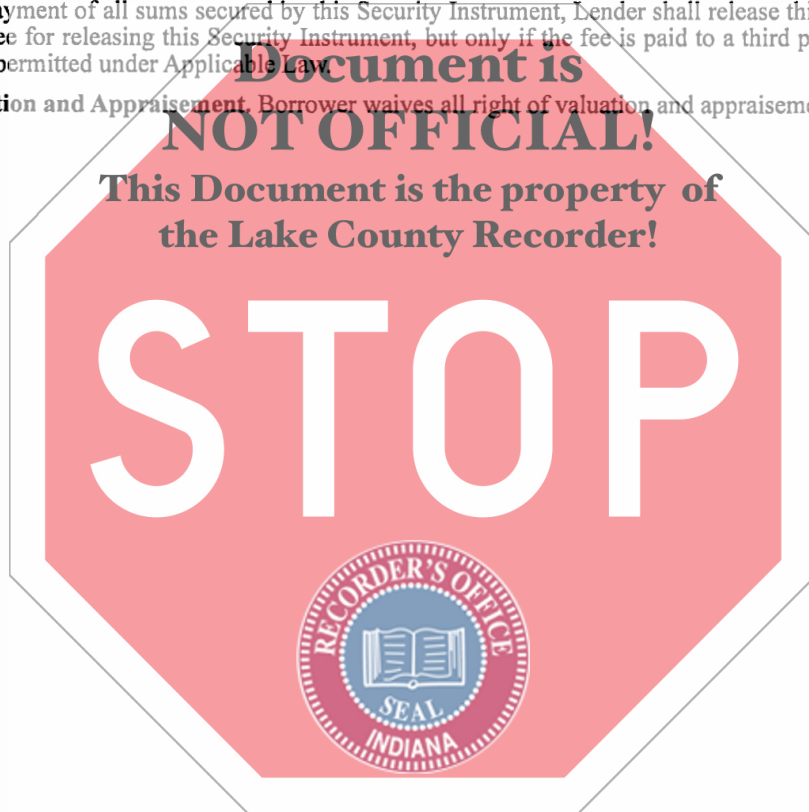 yment of all sums secured by this Security Instrument, Lender shall release thi
e for releasing this Security Instrument, but only if the fee is paid to a third p
permitted under Applicable Law.
Document is
tion and Appraisement. Borrower waives all right of valuation and appraiseme
NOT OFFICIAL!
This Document is the property of
the Lake County Recorder!
STOP
RECORDER'S OFFICE
SEAL
INDIANA